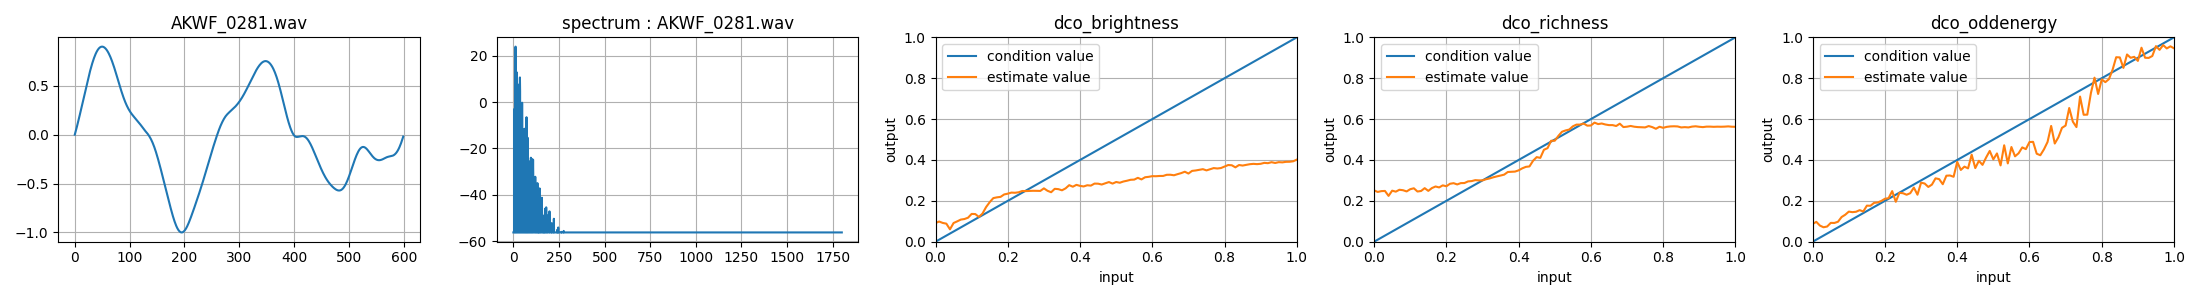 AKWF_0281.wav
0.5
0.0
−0.5
−1.0
0 100 200 300 400 500 600
spectrum : AKWF_0281.wav
20
0
−20
−40
−60
0 250 500 750 1000 1250 1500 1750
dco_brightness
condition value
estimate value
1.0
0.8
0.6
0.4
0.2
0.0
output
0.0 0.2 0.4 0.6 0.8 1.0
input
dco_richness
condition value
estimate value
1.0
0.8
0.6
0.4
0.2
0.0
output
0.0 0.2 0.4 0.6 0.8 1.0
input
dco_oddenergy
condition value
estimate value
1.0
0.8
0.6
0.4
0.2
0.0
output
0.0 0.2 0.4 0.6 0.8 1.0
input